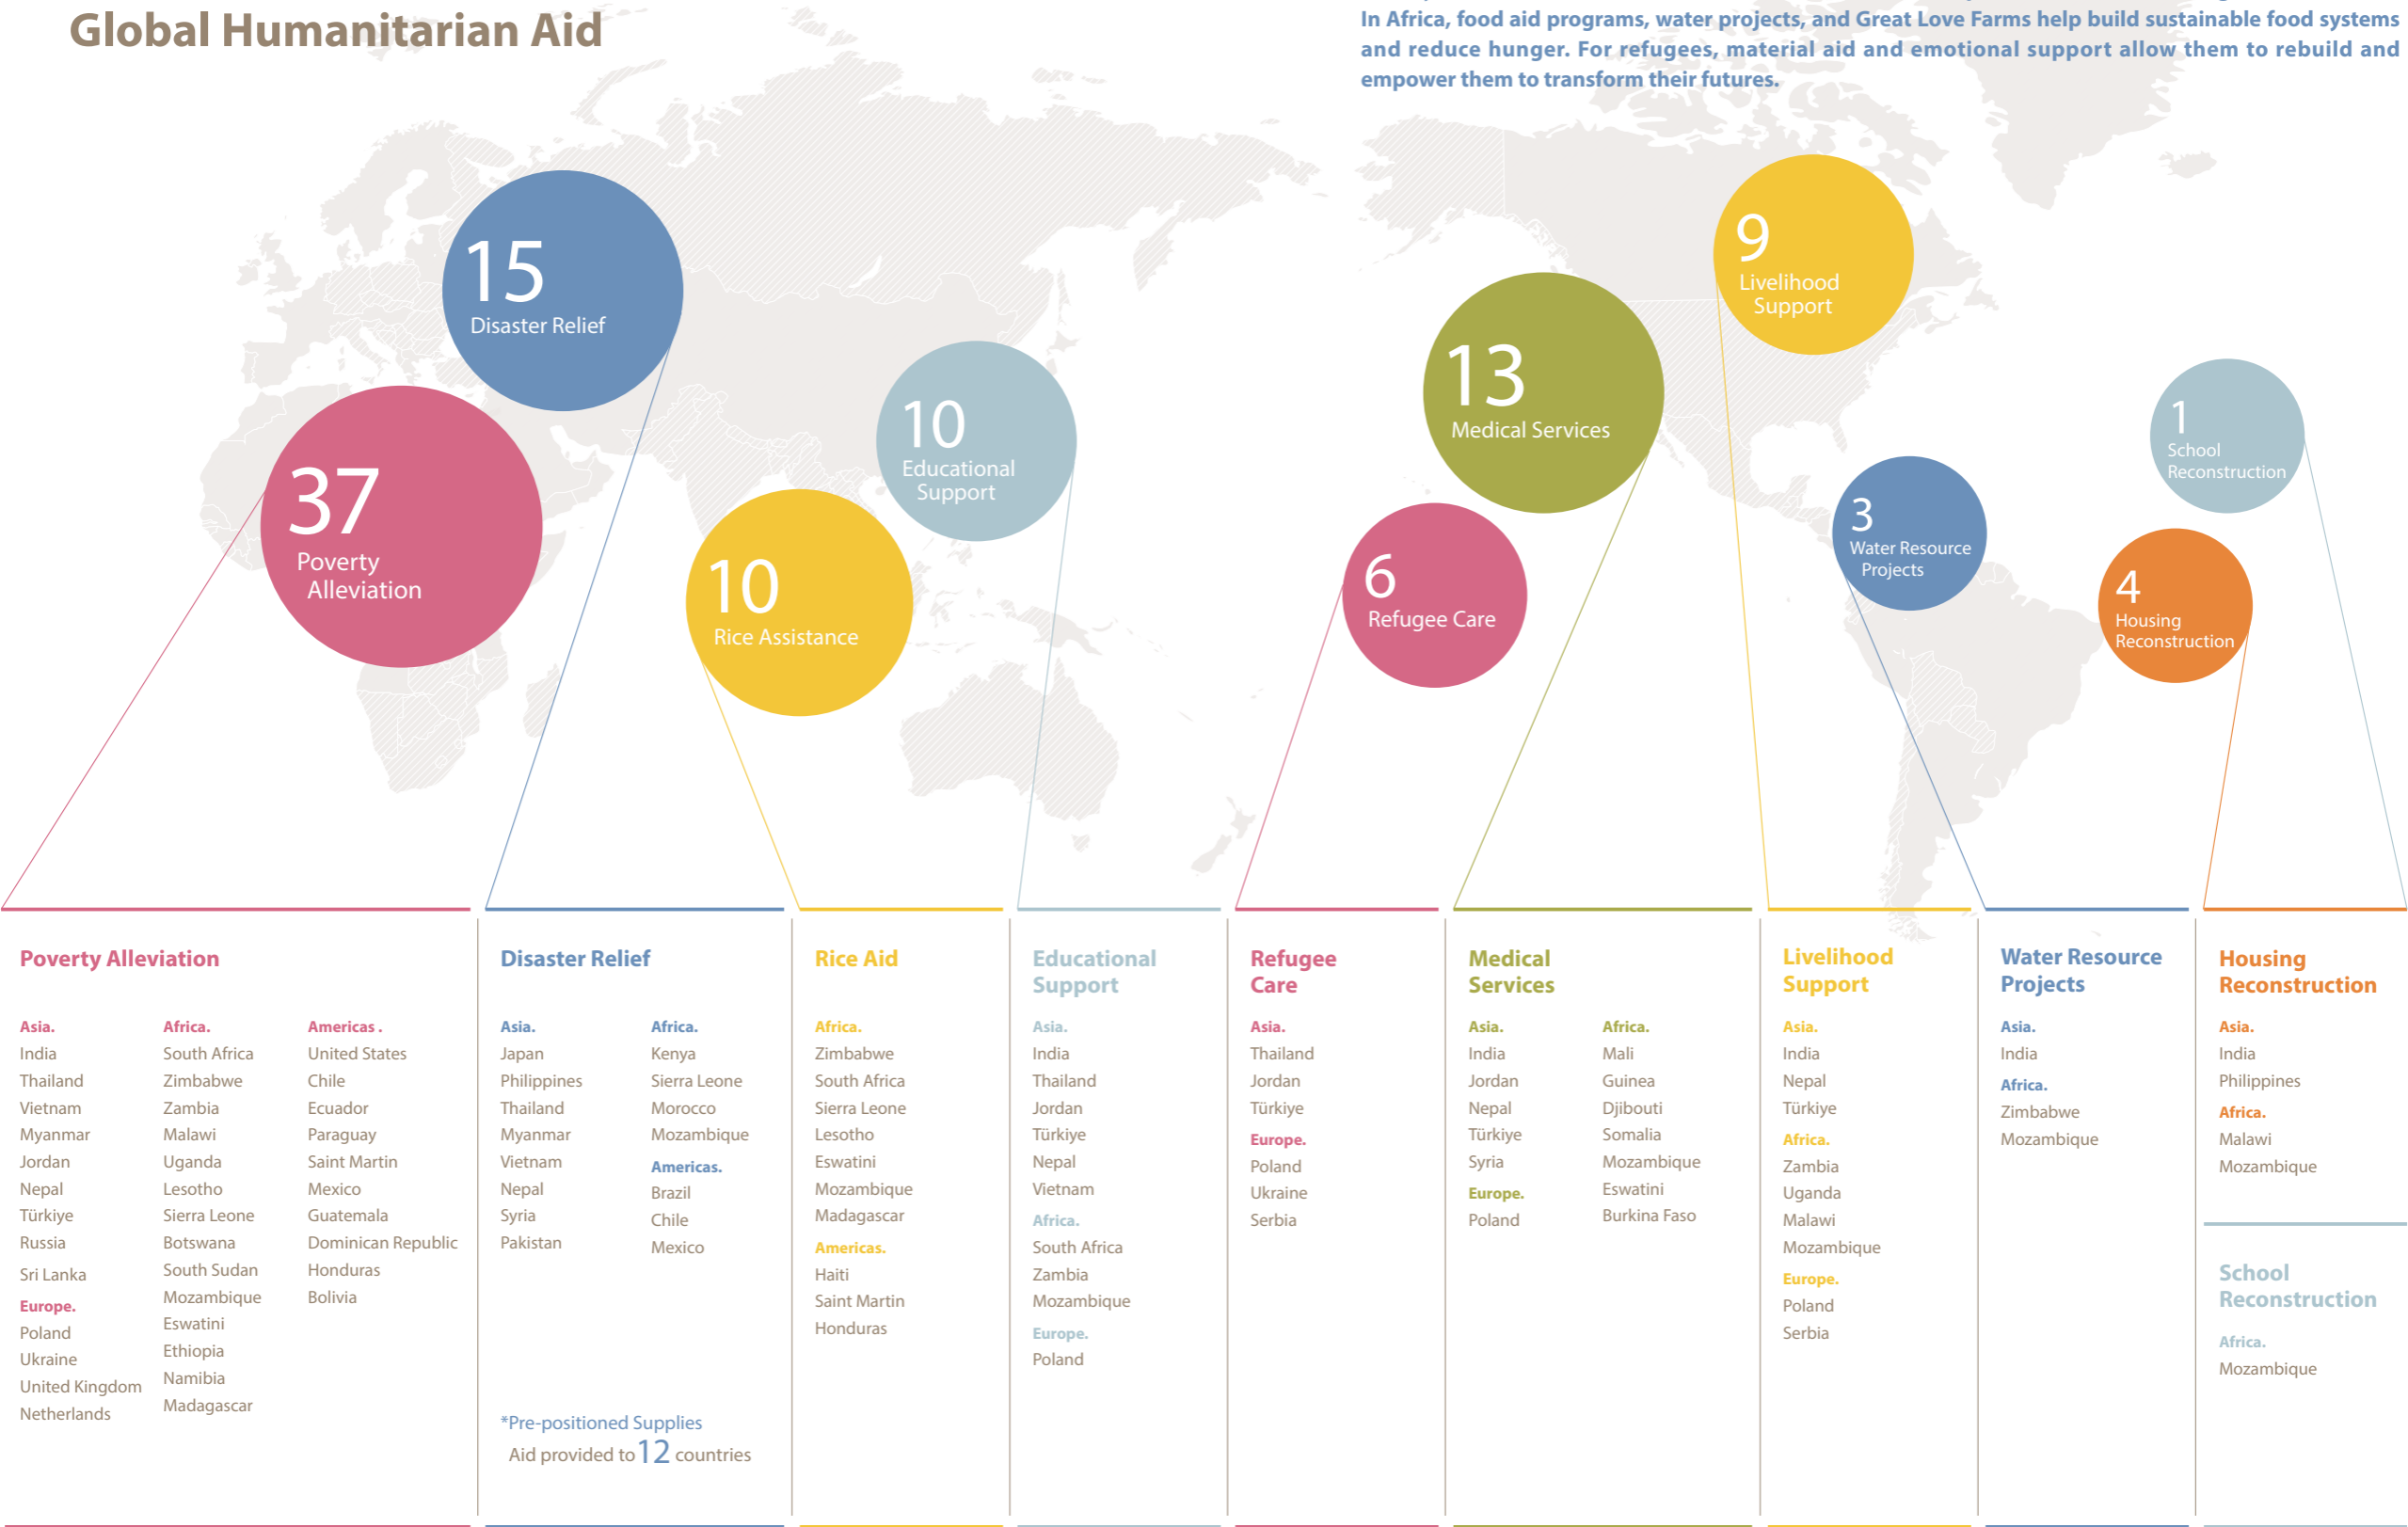 Global Humanitarian Aid
In Africa, food aid programs, water projects, and Great Love Farms help build sustainable food systems
and reduce hunger. For refugees, material aid and emotional support allow them to rebuild and
empower them to transform their futures.
15
Disaster Relief
37
Poverty
Alleviation
10
Rice Assistance
10
Educational
Support
13
Medical Services
9
Livelihood
Support
6
Refugee Care
3
Water Resource
Projects
1
School
Reconstruction
4
Housing
Reconstruction
Poverty Alleviation
Asia.
India
Thailand
Vietnam
Myanmar
Jordan
Nepal
Türkiye
Russia
Sri Lanka
Europe.
Poland
Ukraine
United Kingdom
Netherlands
Africa.
South Africa
Zimbabwe
Zambia
Malawi
Uganda
Lesotho
Sierra Leone
Botswana
South Sudan
Mozambique
Eswatini
Ethiopia
Namibia
Madagascar
Americas .
United States
Chile
Ecuador
Paraguay
Saint Martin
Mexico
Guatemala
Dominican Republic
Honduras
Bolivia
Disaster Relief
Asia.
Japan
Philippines
Thailand
Myanmar
Vietnam
Nepal
Syria
Pakistan
Africa.
Kenya
Sierra Leone
Morocco
Mozambique
Americas.
Brazil
Chile
Mexico
*Pre-positioned Supplies
Aid provided to 12 countries
Rice Aid
Africa.
Zimbabwe
South Africa
Sierra Leone
Lesotho
Eswatini
Mozambique
Madagascar
Americas.
Haiti
Saint Martin
Honduras
Educational
Support
Asia.
India
Thailand
Jordan
Türkiye
Nepal
Vietnam
Africa.
South Africa
Zambia
Mozambique
Europe.
Poland
Refugee
Care
Asia.
Thailand
Jordan
Türkiye
Europe.
Poland
Ukraine
Serbia
Medical
Services
Asia.
India
Jordan
Nepal
Türkiye
Syria
Europe.
Poland
Africa.
Mali
Guinea
Djibouti
Somalia
Mozambique
Eswatini
Burkina Faso
Livelihood
Support
Asia.
India
Nepal
Türkiye
Africa.
Zambia
Uganda
Malawi
Mozambique
Europe.
Poland
Serbia
Water Resource
Projects
Asia.
India
Africa.
Zimbabwe
Mozambique
Housing
Reconstruction
Asia.
India
Philippines
Africa.
Malawi
Mozambique
School
Reconstruction
Africa.
Mozambique